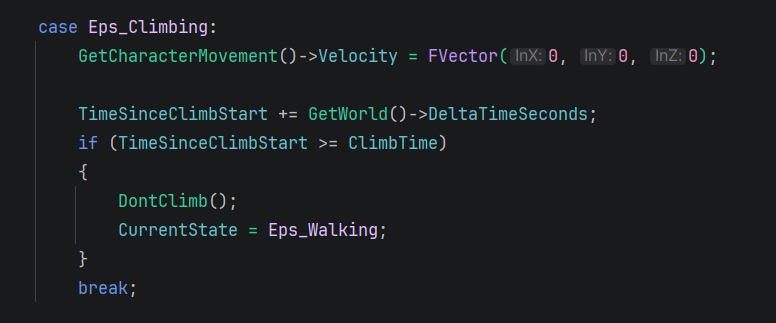 case Eps_Climbing:
GetCharacterMovement()->Velocity = FVector(InX: 0, InY: 0, InZ: 0);
TimeSinceClimbStart += GetWorld()->DeltaTimeSeconds;
if (TimeSinceClimbStart >= ClimbTime)
{
DontClimb();
CurrentState = Eps_Walking;
}
break;